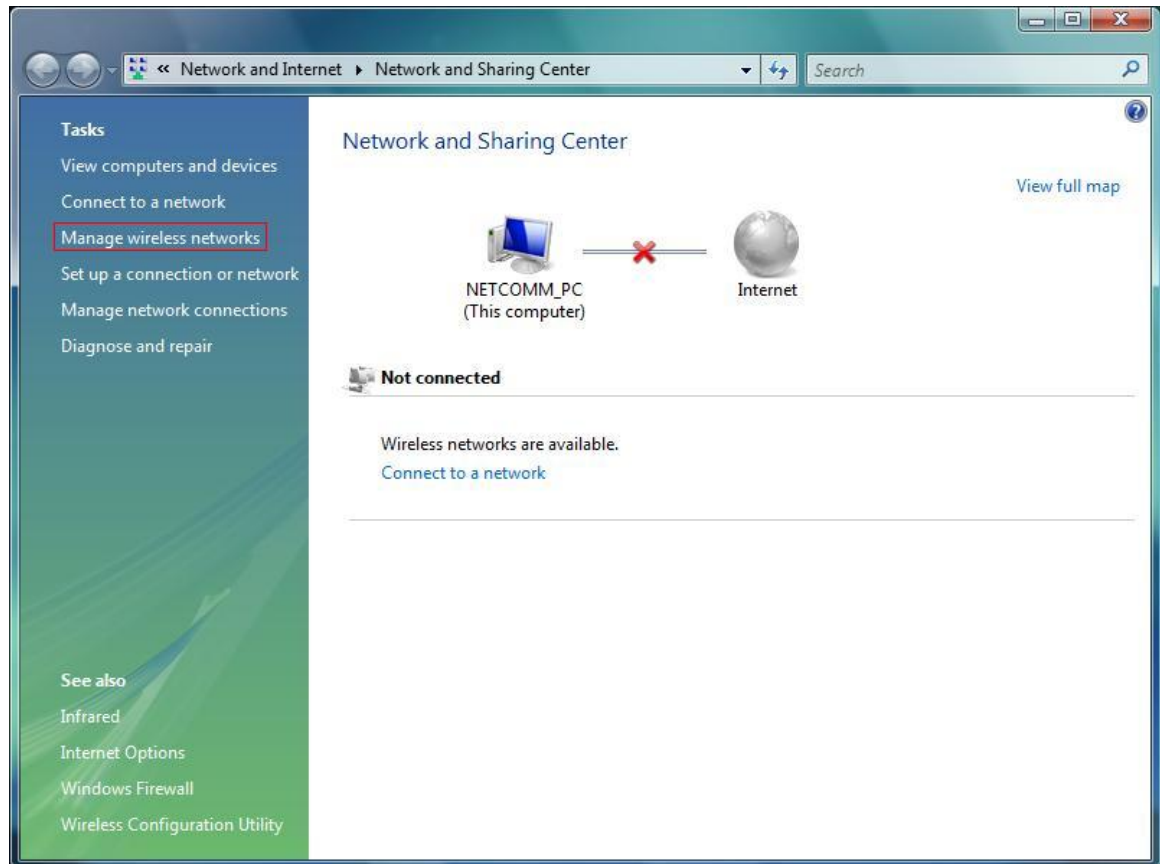 « Network and Internet ▸ Network and Sharing Center
Search
Tasks
View computers and devices
Connect to a network
Manage wireless networks
Set up a connection or network
Manage network connections
Diagnose and repair
See also
Infrared
Internet Options
Windows Firewall
Wireless Configuration Utility
Network and Sharing Center
View full map
NETCOMM_PC
(This computer)
Internet
Not connected
Wireless networks are available.
Connect to a network